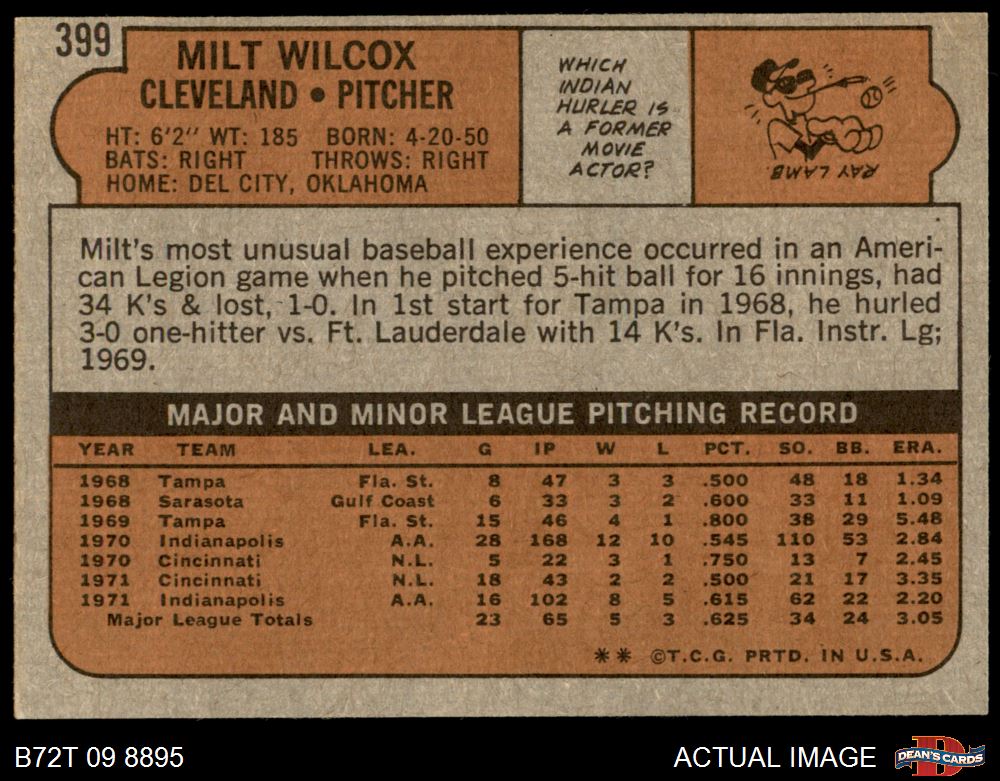 399
MILT WILCOX
CLEVELAND • PITCHER
HT: 6'2" WT: 185 BORN: 4-20-50
BATS: RIGHT THROWS: RIGHT
HOME: DEL CITY, OKLAHOMA
WHICH
INDIAN
HURLER IS
A FORMER
MOVIE
ACTOR?
RAY LAMB.
Milt's most unusual baseball experience occurred in an Ameri-
can Legion game when he pitched 5-hit ball for 16 innings, had
34 K's & lost, 1-0. In 1st start for Tampa in 1968, he hurled
3-0 one-hitter vs. Ft. Lauderdale with 14 K's. In Fla. Instr. Lg;
1969.
MAJOR AND MINOR LEAGUE PITCHING RECORD
YEAR TEAM LEA. G IP W L PCT. SO. BB. ERA.
1968 Tampa Fla. St. 8 47 3 3 .500 48 18 1.34
1968 Sarasota Gulf Coast 6 33 3 2 .600 33 11 1.09
1969 Tampa Fla. St. 15 46 4 1 .800 38 29 5.48
1970 Indianapolis A.A. 28 168 12 10 .545 110 53 2.84
1970 Cincinnati N.L. 5 22 3 1 .750 13 7 2.45
1971 Cincinnati N.L. 18 43 2 2 .500 21 17 3.35
1971 Indianapolis A.A. 16 102 8 5 .615 62 22 2.20
Major League Totals 23 65 5 3 .625 34 24 3.05
** ©T.C.G. PRTD. IN U.S.A.
B72T 09 8895
ACTUAL IMAGE
D
DEAN'S CARDS